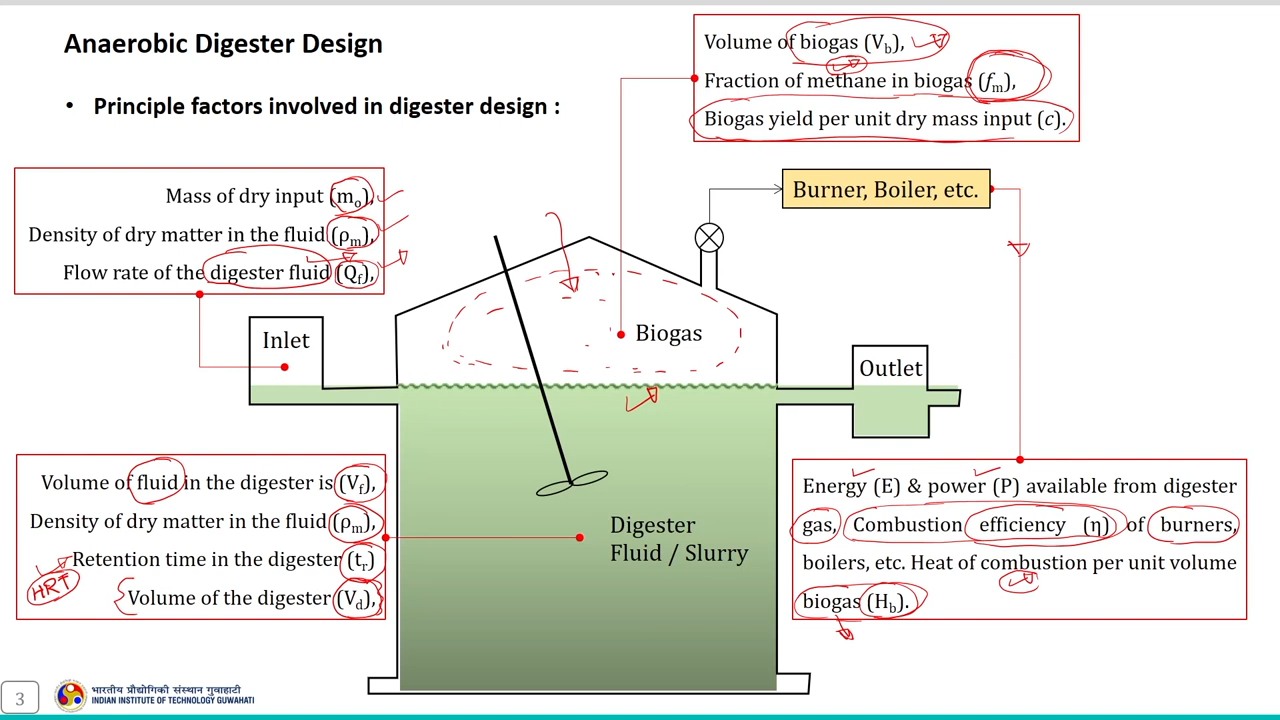 Anaerobic Digester Design
• Principle factors involved in digester design :
Volume of biogas (Vb),
Fraction of methane in biogas (fm),
Biogas yield per unit dry mass input (c).
Mass of dry input (mo),
Density of dry matter in the fluid (ρm),
Flow rate of the digester fluid (Qf),
Burner, Boiler, etc.
Inlet
Biogas
Outlet
Volume of fluid in the digester is (Vf),
Density of dry matter in the fluid (ρm),
Retention time in the digester (tr)
HRT
Volume of the digester (Vd),
Digester
Fluid / Slurry
Energy (E) & power (P) available from digester
gas, Combustion efficiency (η) of burners,
boilers, etc. Heat of combustion per unit volume
biogas (Hb).
3
भारतीय प्रौद्योगिकी संस्थान गुवाहाटी
INDIAN INSTITUTE OF TECHNOLOGY GUWAHATI